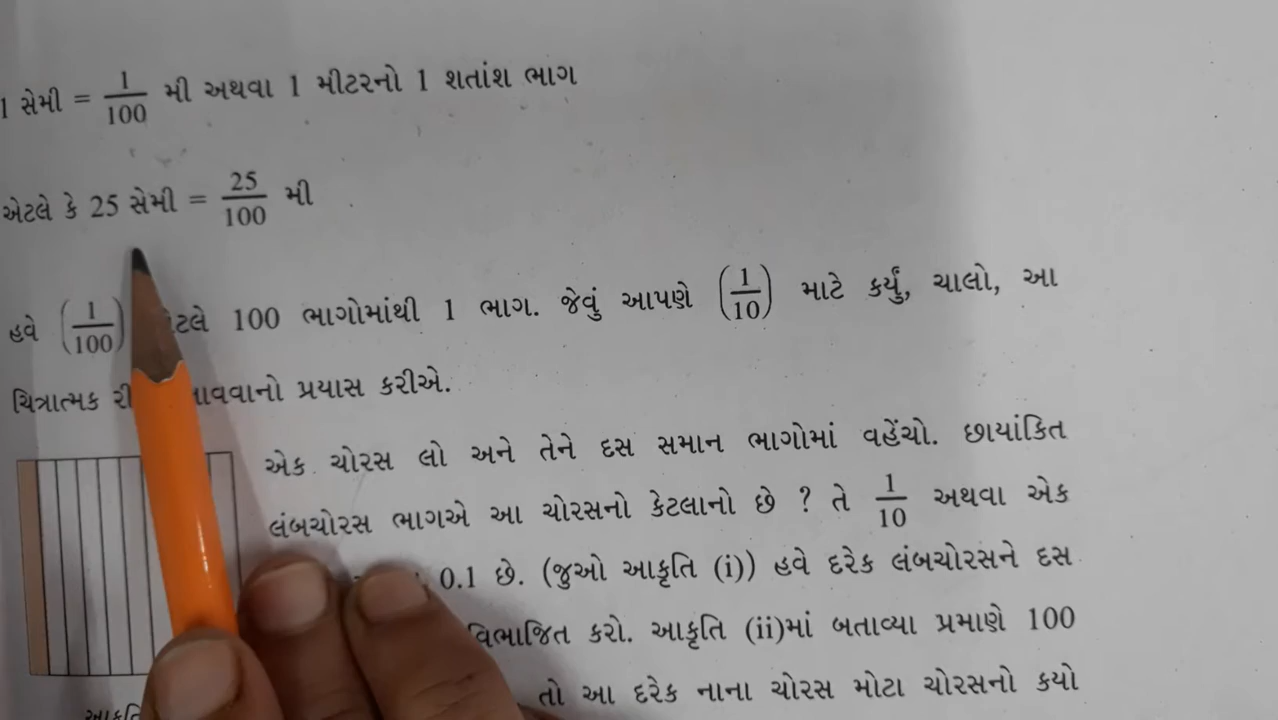 1 સેમી = 1/100 મી અથવા 1 મીટરનો 1 શતાંશ ભાગ
એટલે કે 25 સેમી = 25/100 મી
હવે (1/100) 100 ભાગોમાંથી 1 ભાગ. જેવું આપણે (1/10) માટે કર્યું, ચાલો, આ
ચિત્રાત્મક પ્રયાસ કરીએ.
એક ચોરસ લો અને તેને દસ સમાન ભાગોમાં વહેંચો. છાયાંકિત
લંબચોરસ ભાગએ આ ચોરસનો કેટલાનો છે ? તે 1/10 અથવા એક
0.1 છે. (જુઓ આકૃતિ (i)) હવે દરેક લંબચોરસને દસ
વિભાજિત કરો. આકૃતિ (ii)માં બતાવ્યા પ્રમાણે 100
તો આ દરેક નાના ચોરસ મોટા ચોરસનો કયો